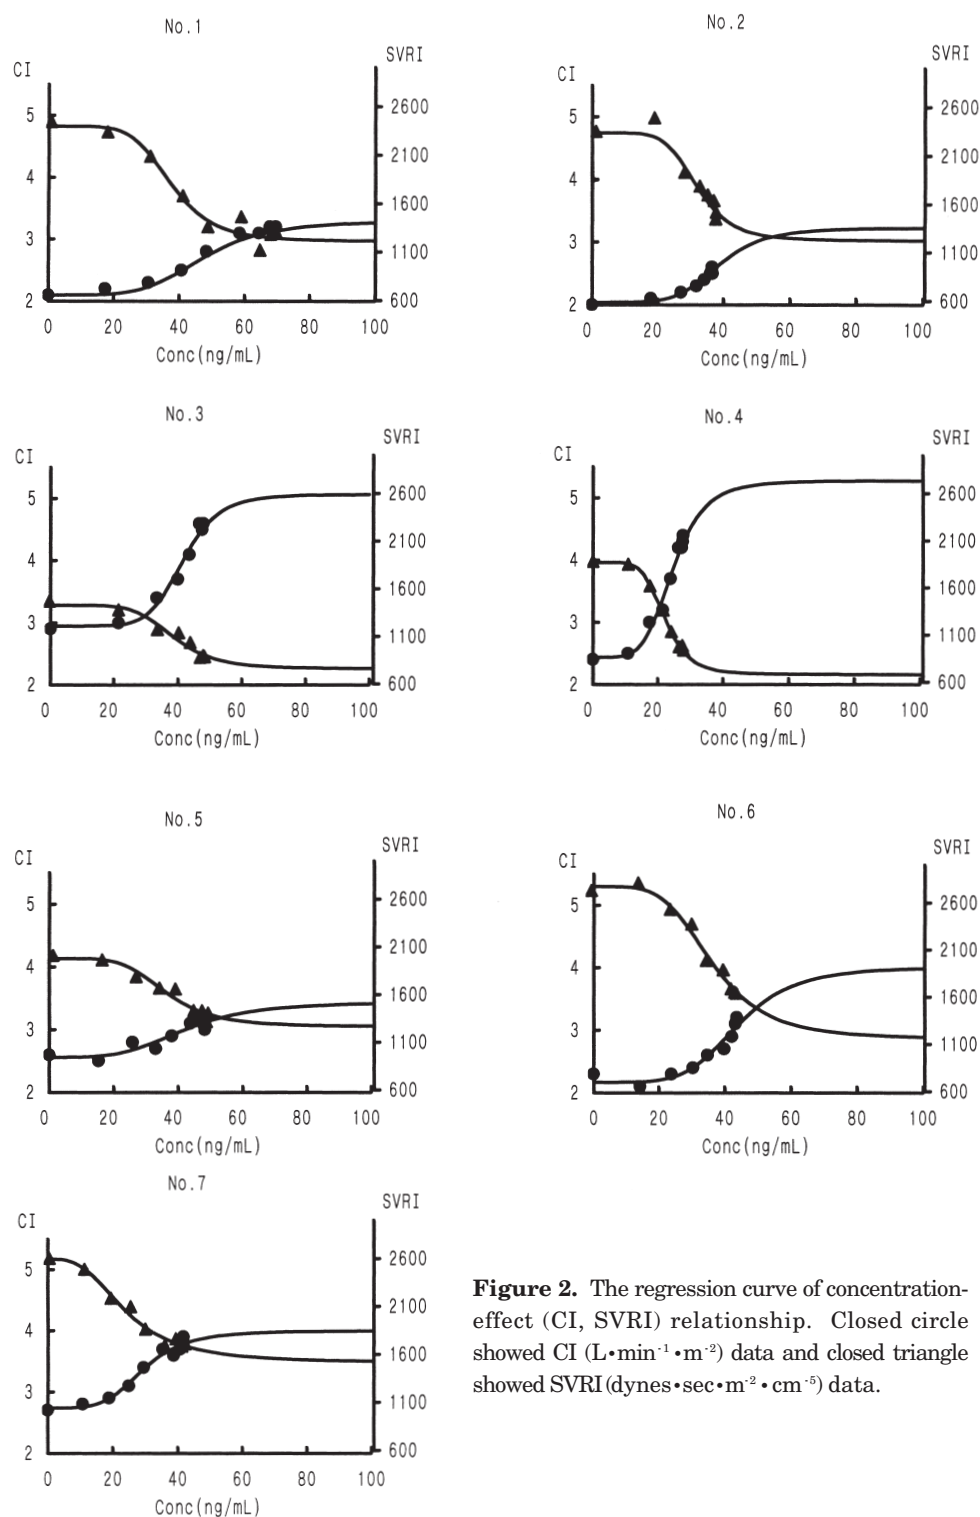 No.1
CI
SVRI
5
4
3
2
2600
2100
1600
1100
600
0 20 40 60 80 100
Conc(ng/mL)
No.2
CI
SVRI
5
4
3
2
2600
2100
1600
1100
600
0 20 40 60 80 100
Conc(ng/mL)
No.3
CI
SVRI
5
4
3
2
2600
2100
1600
1100
600
0 20 40 60 80 100
Conc(ng/mL)
No.4
CI
SVRI
5
4
3
2
2600
2100
1600
1100
600
0 20 40 60 80 100
Conc(ng/mL)
No.5
CI
SVRI
5
4
3
2
2600
2100
1600
1100
600
0 20 40 60 80 100
Conc(ng/mL)
No.6
CI
SVRI
5
4
3
2
2600
2100
1600
1100
600
0 20 40 60 80 100
Conc(ng/mL)
No.7
CI
SVRI
5
4
3
2
2600
2100
1600
1100
600
0 20 40 60 80 100
Conc(ng/mL)
Figure 2. The regression curve of concentration-
effect (CI, SVRI) relationship. Closed circle
showed CI (L•min⁻¹•m⁻²) data and closed triangle
showed SVRI (dynes•sec•m⁻²•cm⁻⁵) data.